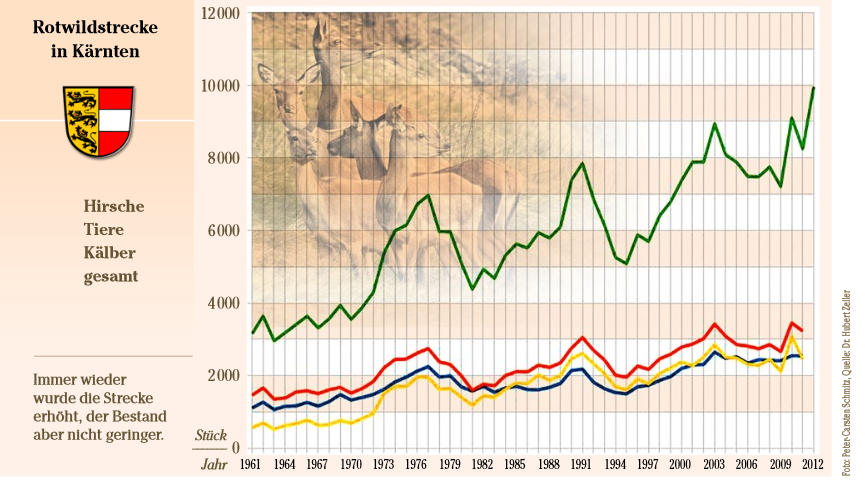 Rotwildstrecke
in Kärnten
Hirsche
Tiere
Kälber
gesamt
Immer wieder
wurde die Strecke
erhöht, der Bestand
aber nicht geringer.
12000
10000
8000
6000
4000
2000
Stück
0
Jahr
1961 1964 1967 1970 1973 1976 1979 1982 1985 1988 1991 1994 1997 2000 2003 2006 2009 2012
Foto: Peter-Carsten Schmitz, Quelle: Dr. Hubert Zeiler